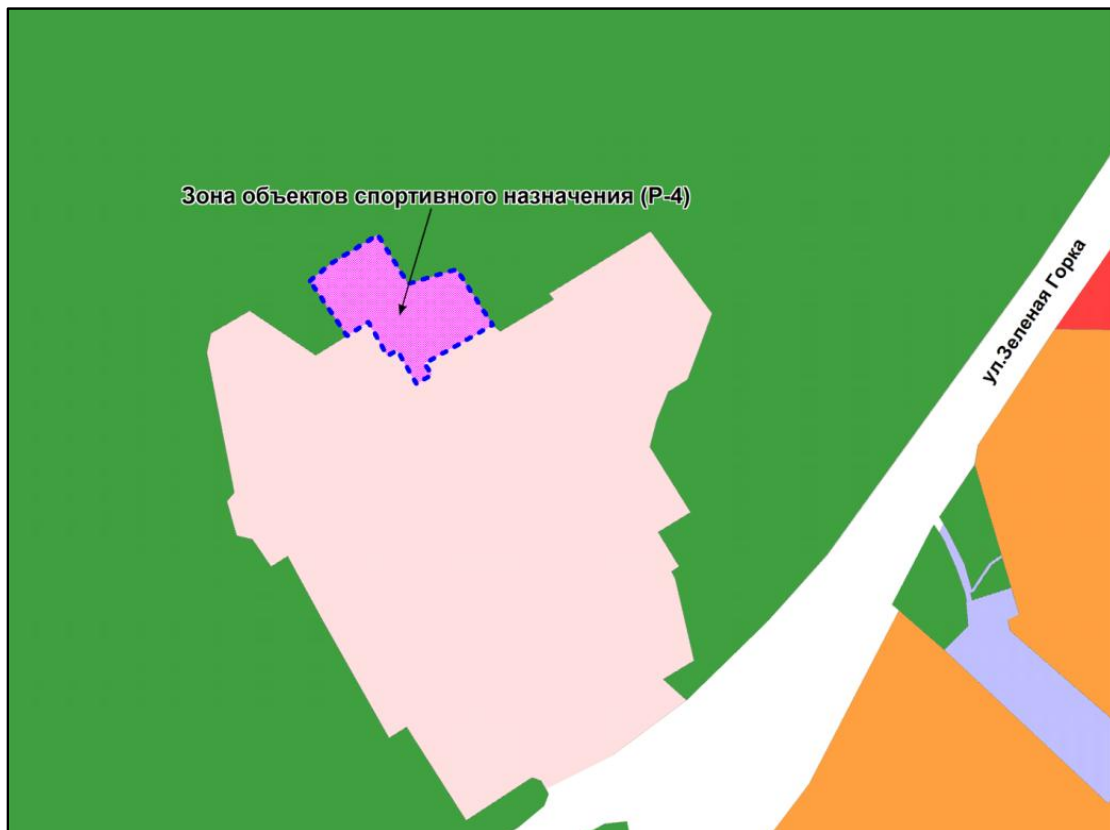 Зона объектов спортивного назначения (Р-4)
ул.Зеленая Горка